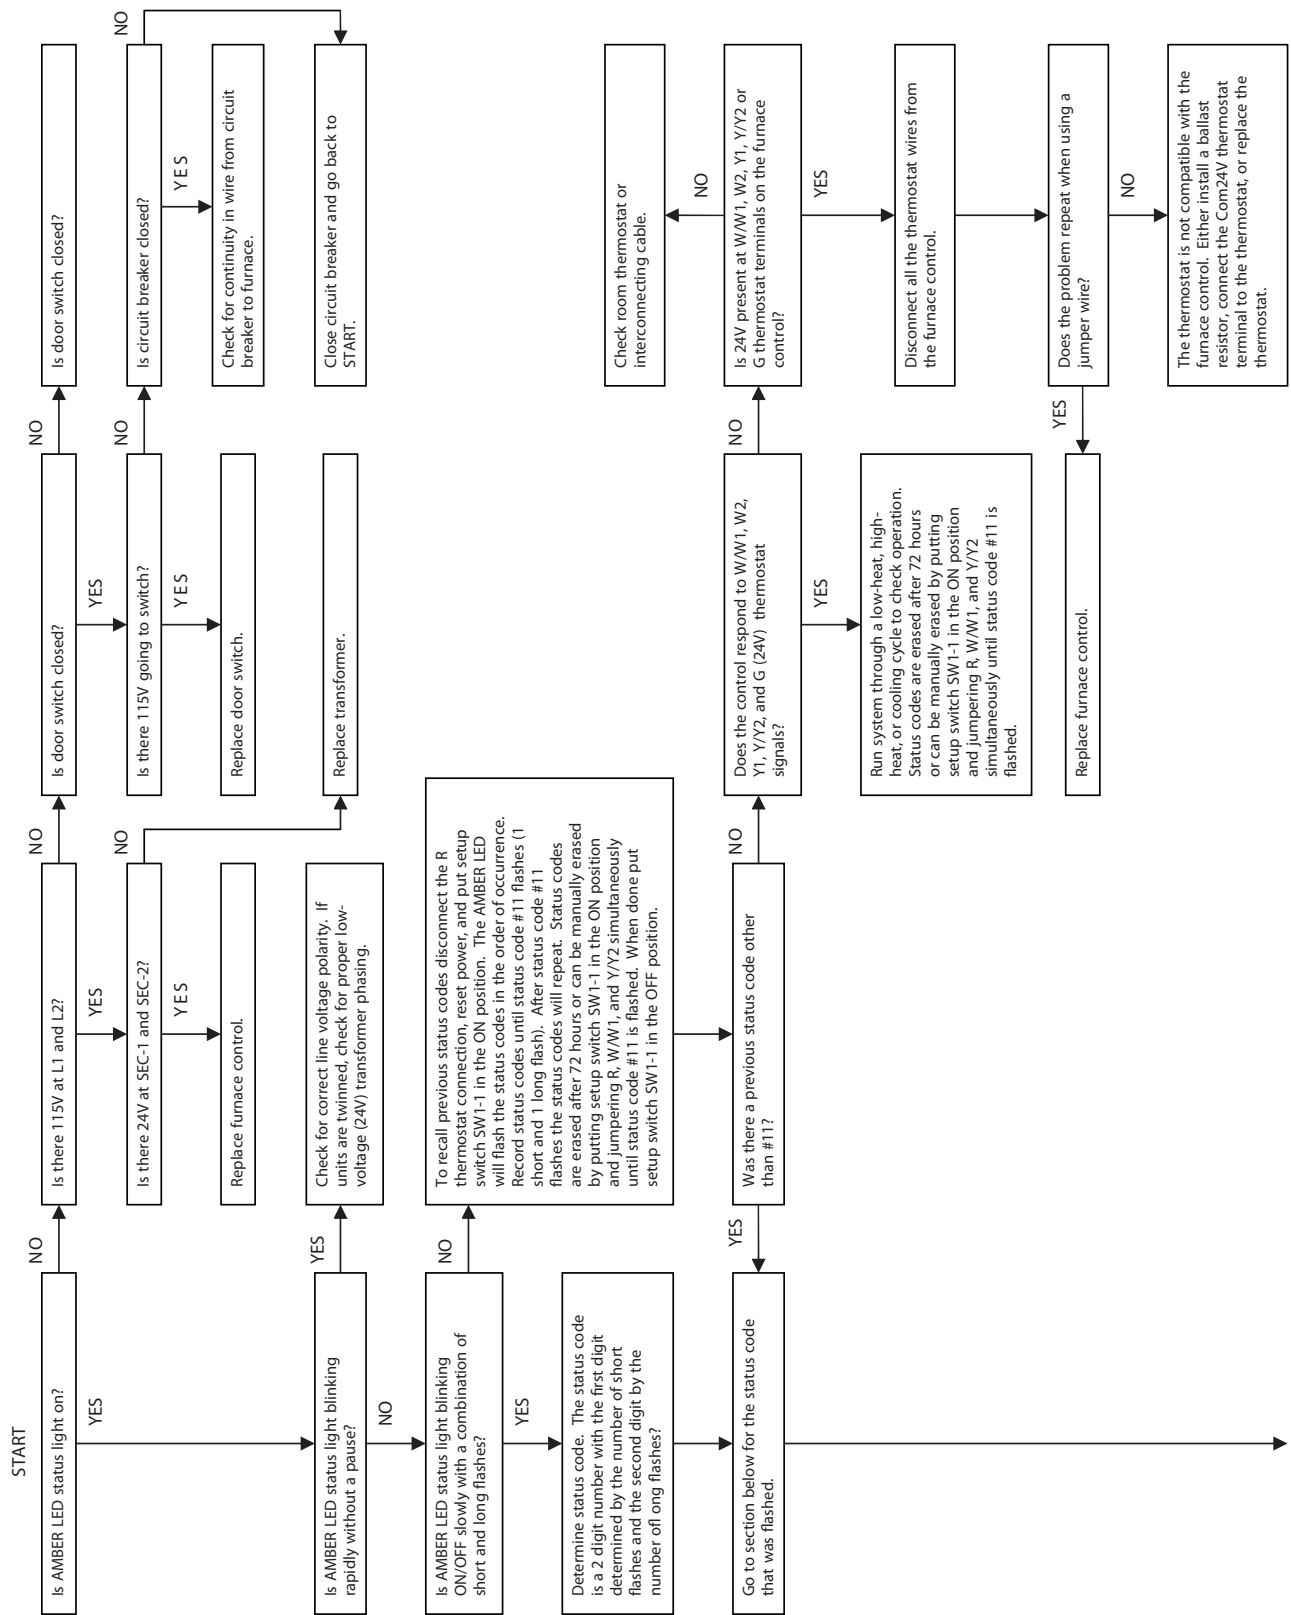 START
Is AMBER LED status light on?
NO
Is there 115V at L1 and L2?
NO
Is door switch closed?
NO
Is door switch closed?
YES
YES
YES
Is there 24V at SEC-1 and SEC-2?
NO
Is there 115V going to switch?
NO
Is circuit breaker closed?
NO
YES
YES
YES
Replace furnace control.
Replace door switch.
Check for continuity in wire from circuit
breaker to furnace.
Is AMBER LED status light blinking
rapidly without a pause?
YES
Check for correct line voltage polarity. If
units are twinned, check for proper low-
voltage (24V) transformer phasing.
Replace transformer.
Close circuit breaker and go back to
START.
NO
Is AMBER LED status light blinking
ON/OFF slowly with a combination of
short and long flashes?
NO
To recall previous status codes disconnect the R
thermostat connection, reset power, and put setup
switch SW1-1 in the ON position. The AMBER LED
will flash the status codes in the order of occurrence.
Record status codes until status code #11 flashes (1
short and 1 long flash). After status code #11
flashes the status codes will repeat. Status codes
are erased after 72 hours or can be manually erased
by putting setup switch SW1-1 in the ON position
and jumpering R, W/W1, and Y/Y2 simultaneously
until status code #11 is flashed. When done put
setup switch SW1-1 in the OFF position.
YES
Determine status code. The status code
is a 2 digit number with the first digit
determined by the number of short
flashes and the second digit by the
number ofl ong flashes?
Check room thermostat or
interconnecting cable.
NO
Go to section below for the status code
that was flashed.
YES
Was there a previous status code other
than #11?
NO
Does the control respond to W/W1, W2,
Y1, Y/Y2, and G (24V) thermostat
signals?
NO
Is 24V present at W/W1, W2, Y1, Y/Y2 or
G thermostat terminals on the furnace
control?
YES
YES
Run system through a low-heat, high-
heat, or cooling cycle to check operation.
Status codes are erased after 72 hours
or can be manually erased by putting
setup switch SW1-1 in the ON position
and jumpering R, W/W1, and Y/Y2
simultaneously until status code #11 is
flashed.
Disconnect all the thermostat wires from
the furnace control.
Replace furnace control.
YES
Does the problem repeat when using a
jumper wire?
NO
The thermostat is not compatible with the
furnace control. Either install a ballast
resistor, connect the Com24V thermostat
terminal to the thermostat, or replace the
thermostat.